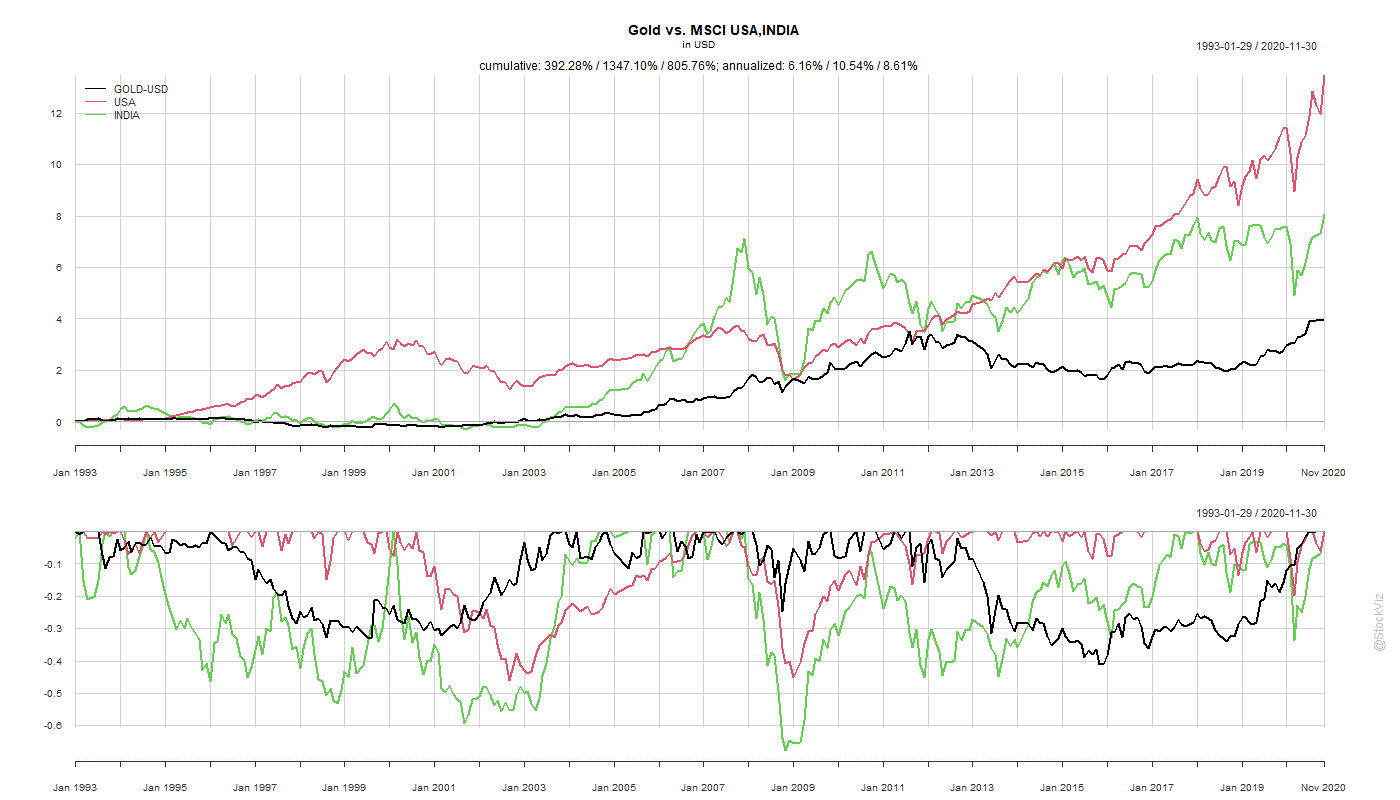 Gold vs. MSCI USA,INDIA
in USD
1993-01-29 / 2020-11-30
cumulative: 392.28% / 1347.10% / 805.76%; annualized: 6.16% / 10.54% / 8.61%
GOLD-USD
USA
INDIA
12
10
8
6
4
2
0
Jan 1993 Jan 1995 Jan 1997 Jan 1999 Jan 2001 Jan 2003 Jan 2005 Jan 2007 Jan 2009 Jan 2011 Jan 2013 Jan 2015 Jan 2017 Jan 2019 Nov 2020
1993-01-29 / 2020-11-30
-0.1
-0.2
-0.3
-0.4
-0.5
-0.6
Jan 1993 Jan 1995 Jan 1997 Jan 1999 Jan 2001 Jan 2003 Jan 2005 Jan 2007 Jan 2009 Jan 2011 Jan 2013 Jan 2015 Jan 2017 Jan 2019 Nov 2020
@StockViz